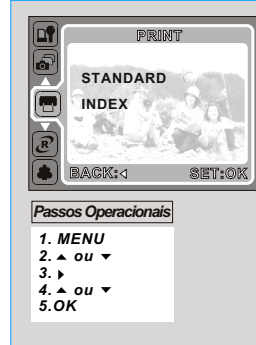 PRINT
STANDARD
INDEX
R
BACK:◁ SET:OK
Passos Operacionais
1. MENU
2. ▲ ou ▼
3. ▶
4. ▲ ou ▼
5.OK